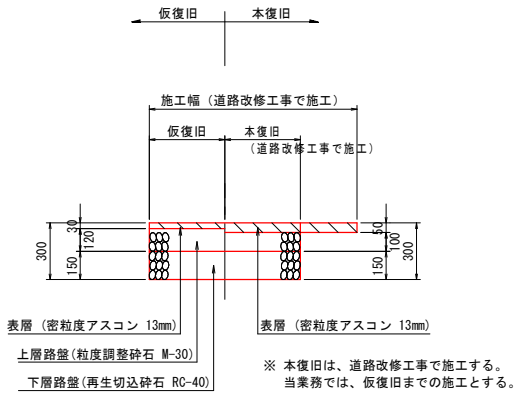 仮復旧 本復旧
施工幅 (道路改修工事で施工)
仮復旧 本復旧
(道路改修工事で施工)
300 30 120 150
50 100 150 300
表層 (密粒度アスコン 13mm) 表層 (密粒度アスコン 13mm)
上層路盤(粒度調整砕石 M-30)
下層路盤(再生切込砕石 RC-40)
※ 本復旧は、道路改修工事で施工する。
当業務では、仮復旧までの施工とする。